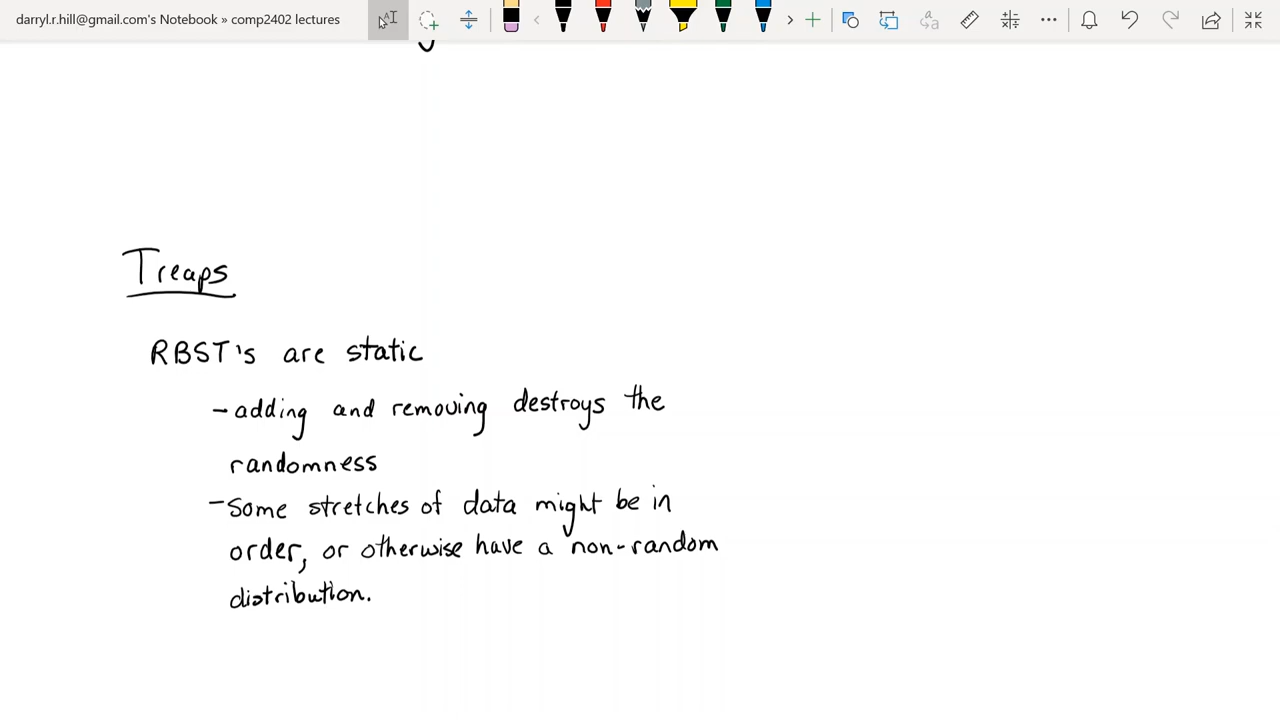 darryl.r.hill@gmail.com's Notebook » comp2402 lectures
Treaps
RBST's are static
- adding and removing destroys the
randomness
- Some stretches of data might be in
order, or otherwise have a non-random
distribution.